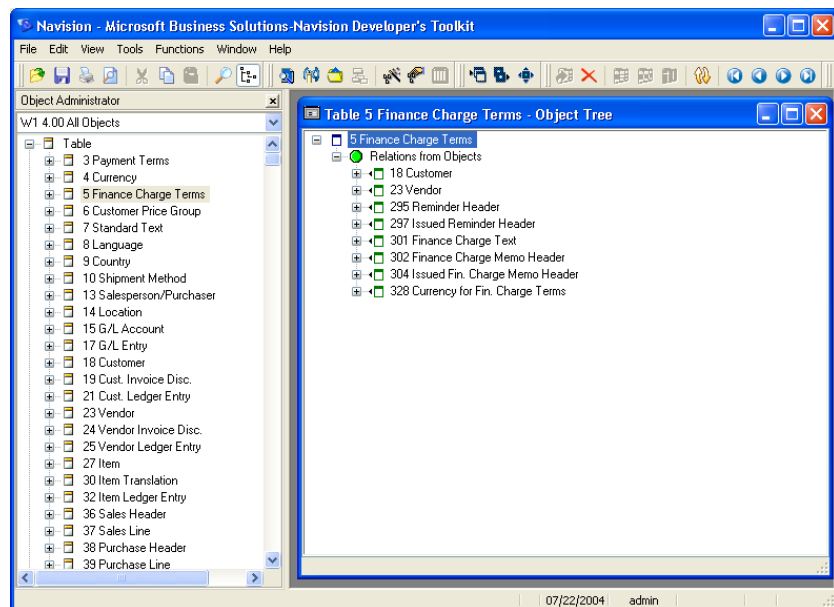 Navision - Microsoft Business Solutions-Navision Developer's Toolkit
File Edit View Tools Functions Window Help
Object Administrator
W1 4.00 All Objects
Table
3 Payment Terms
4 Currency
5 Finance Charge Terms
6 Customer Price Group
7 Standard Text
8 Language
9 Country
10 Shipment Method
13 Salesperson/Purchaser
14 Location
15 G/L Account
17 G/L Entry
18 Customer
19 Cust. Invoice Disc.
21 Cust. Ledger Entry
23 Vendor
24 Vendor Invoice Disc.
25 Vendor Ledger Entry
27 Item
30 Item Translation
32 Item Ledger Entry
36 Sales Header
37 Sales Line
38 Purchase Header
39 Purchase Line
Table 5 Finance Charge Terms - Object Tree
5 Finance Charge Terms
Relations from Objects
18 Customer
23 Vendor
295 Reminder Header
297 Issued Reminder Header
301 Finance Charge Text
302 Finance Charge Memo Header
304 Issued Fin. Charge Memo Header
328 Currency for Fin. Charge Terms
07/22/2004 admin